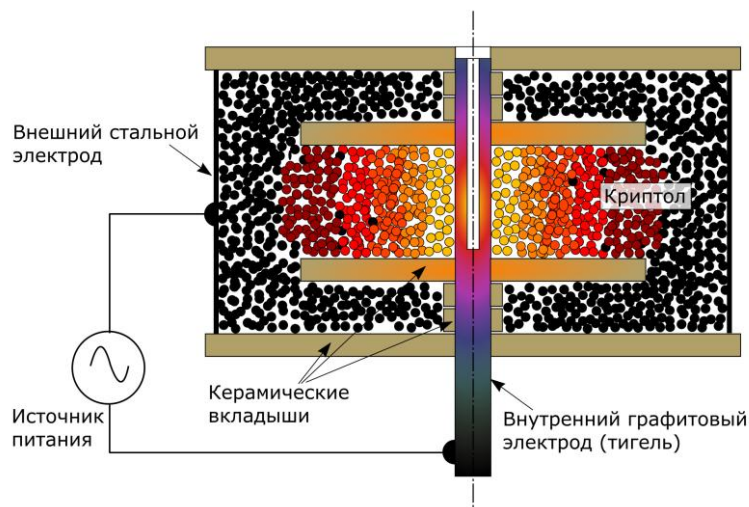 Внешний стальной
электрод
Криптол
Керамические
вкладыши
Источник
питания
Внутренний графитовый
электрод (тигель)